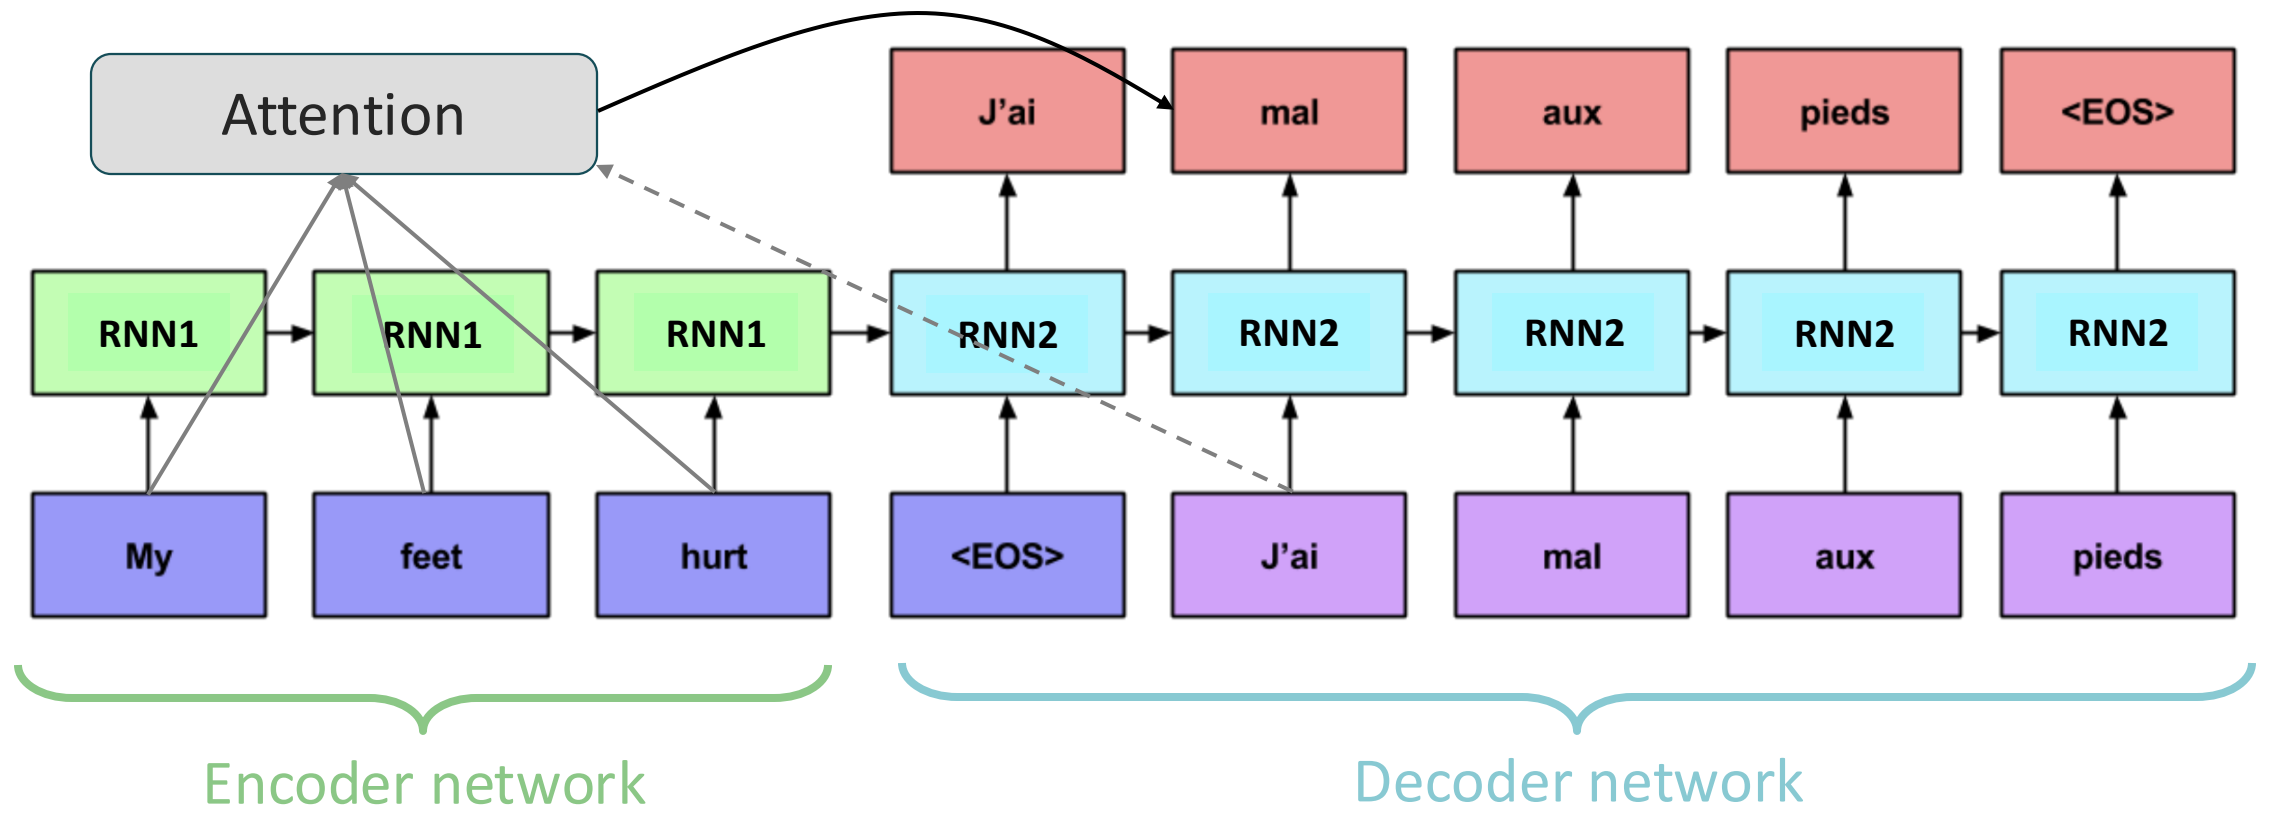 Attention
J’ai mal aux pieds <EOS>
RNN1 RNN1 RNN1 RNN2 RNN2 RNN2 RNN2 RNN2
My feet hurt <EOS> J’ai mal aux pieds
Encoder network Decoder network